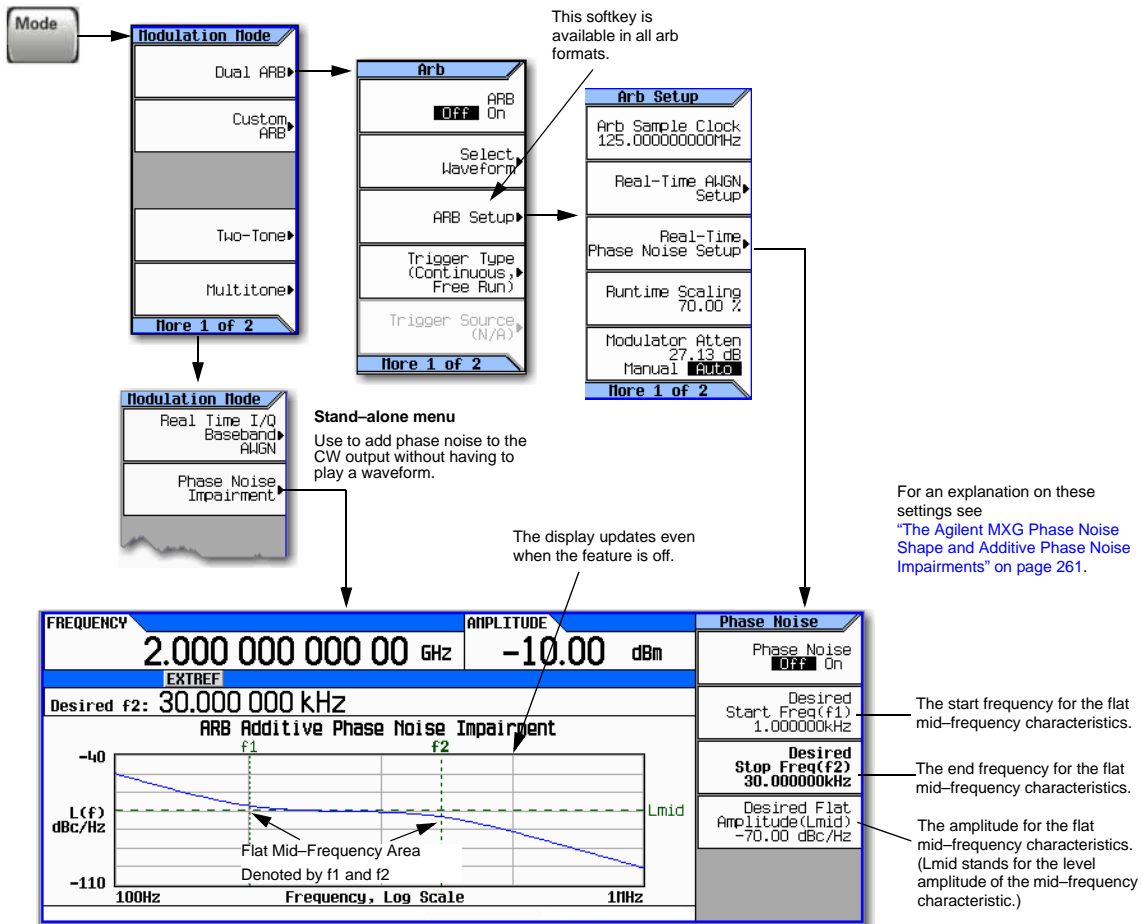 Mode
Modulation Mode
Dual ARB
Custom
ARB
Two-Tone
Multitone
More 1 of 2
Arb
ARB
Off On
Select
Waveform
ARB Setup
Trigger Type
(Continuous,
Free Run)
Trigger Source
(N/A)
More 1 of 2
This softkey is
available in all arb
formats.
Arb Setup
Arb Sample Clock
125.000000000MHz
Real-Time AWGN
Setup
Real-Time
Phase Noise Setup
Runtime Scaling
70.00 %
Modulator Atten
27.13 dB
Manual Auto
More 1 of 2
Modulation Mode
Real Time I/Q
Baseband
AWGN
Phase Noise
Impairment
Stand–alone menu
Use to add phase noise to the
CW output without having to
play a waveform.
The display updates even
when the feature is off.
For an explanation on these
settings see
"The Agilent MXG Phase Noise
Shape and Additive Phase Noise
Impairments" on page 261.
FREQUENCY
2.000 000 000 00 GHz
AMPLITUDE
-10.00 dBm
EXTREF
Desired f2: 30.000 000 kHz
ARB Additive Phase Noise Impairment
f1 f2
-40
L(f)
dBc/Hz
-110
Lmid
Flat Mid–Frequency Area
Denoted by f1 and f2
100Hz Frequency, Log Scale 1MHz
Phase Noise
Phase Noise
Off On
Desired
Start Freq(f1)
1.000000kHz
Desired
Stop Freq(f2)
30.000000kHz
Desired Flat
Amplitude(Lmid)
-70.00 dBc/Hz
The start frequency for the flat
mid–frequency characteristics.
The end frequency for the flat
mid–frequency characteristics.
The amplitude for the flat
mid–frequency characteristics.
(Lmid stands for the level
amplitude of the mid–frequency
characteristic.)